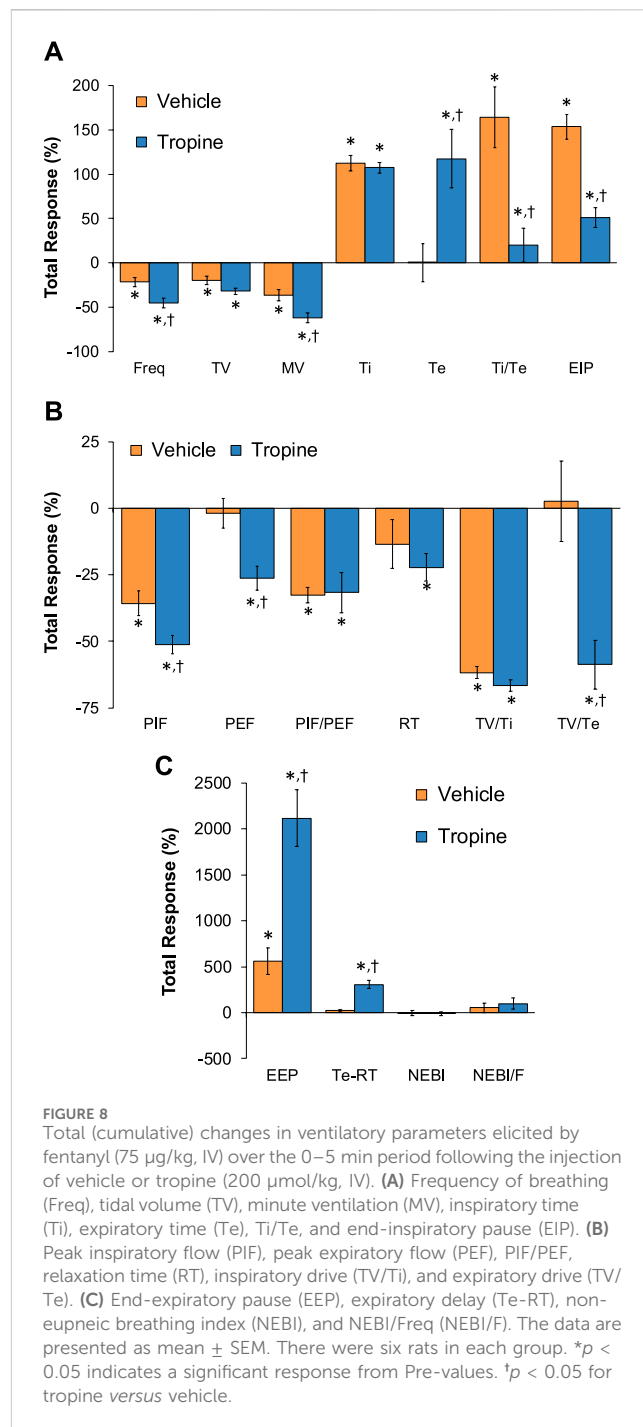 A
Vehicle
Tropine
Total Response (%)
200
150
100
50
0
-50
-100
*
*,†
*
*
*
*,†
*
*
*,†
*
*,†
*
*,†
Freq TV MV Ti Te Ti/Te EIP
B
Vehicle Tropine
Total Response (%)
25
0
-25
-50
-75
*
*,†
*,†
*
*
*
*
*
*,†
PIF PEF PIF/PEF RT TV/Ti TV/Te
C
Vehicle
Tropine
Total Response (%)
2500
2000
1500
1000
500
0
-500
*
*,†
*,†
EEP Te-RT NEBI NEBI/F
FIGURE 8
Total (cumulative) changes in ventilatory parameters elicited by
fentanyl (75 µg/kg, IV) over the 0–5 min period following the injection
of vehicle or tropine (200 µmol/kg, IV). (A) Frequency of breathing
(Freq), tidal volume (TV), minute ventilation (MV), inspiratory time
(Ti), expiratory time (Te), Ti/Te, and end-inspiratory pause (EIP). (B)
Peak inspiratory flow (PIF), peak expiratory flow (PEF), PIF/PEF,
relaxation time (RT), inspiratory drive (TV/Ti), and expiratory drive (TV/
Te). (C) End-expiratory pause (EEP), expiratory delay (Te-RT), non-
eupneic breathing index (NEBI), and NEBI/Freq (NEBI/F). The data are
presented as mean ± SEM. There were six rats in each group. *p <
0.05 indicates a significant response from Pre-values. †p < 0.05 for
tropine versus vehicle.